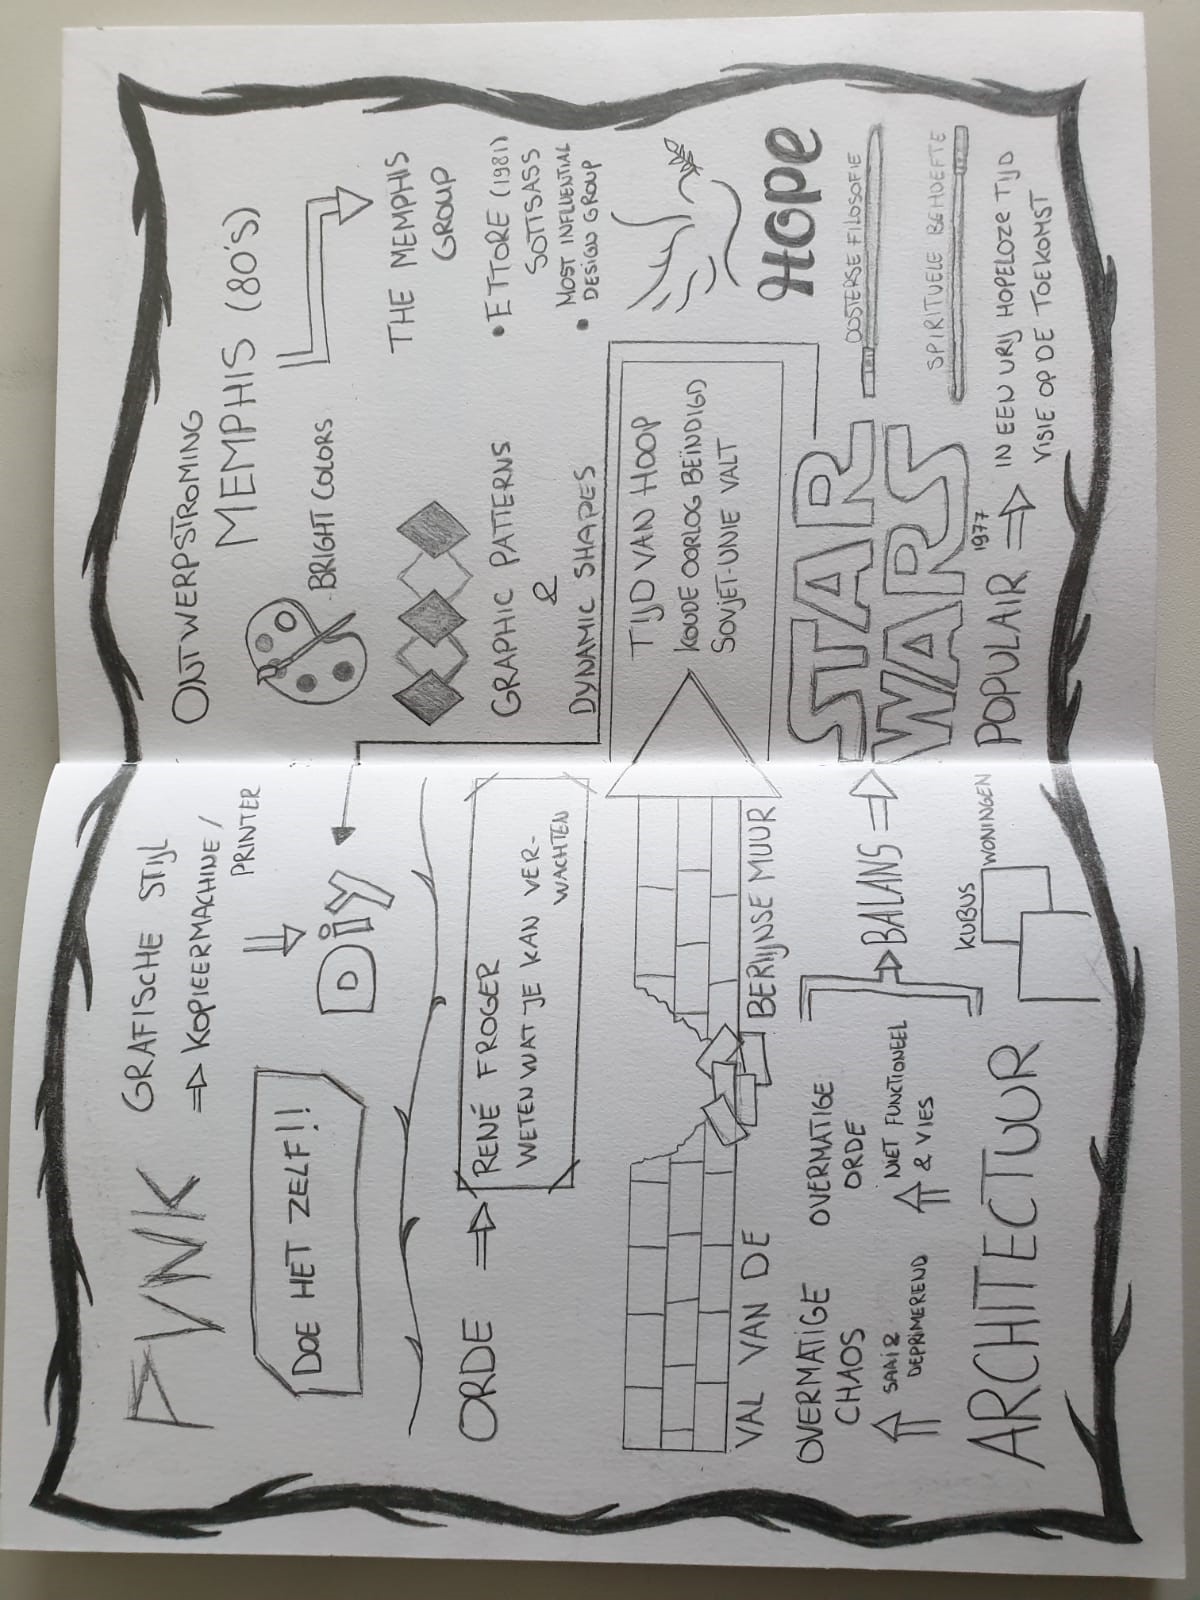 PUNK
GRAFISCHE STIJL
⇒ KOPIEERMACHINE /
PRINTER
DOE HET ZELF!!
DIY
ORDE ⇒
RENÉ FROGER
WETEN WAT JE KAN VER-
WACHTEN
VAL VAN DE
BERLIJNSE MUUR
OVERMATIGE
CHAOS
OVERMATIGE
ORDE
⇒ BALANS ⇒
⇒ SAAI &
DEPRIMEREND
⇒ NIET FUNCTIONEEL
& VIES
ARCHITECTUUR
KUBUS
WONINGEN
ONTWERPSTROMING
MEMPHIS (80'S)
BRIGHT COLORS
THE MEMPHIS
GROUP
GRAPHIC PATTERNS
&
DYNAMIC SHAPES
• ETTORE (1981)
SOTTSASS
• MOST INFLUENTIAL
DESIGN GROUP
TIJD VAN HOOP
KOUDE OORLOG BEÏNDIGD
SOVJET-UNIE VALT
Hope
STAR
WARS
1977
OOSTERSE FILOSOFIE
SPIRITUELE BEHOEFTE
POPULAIR ⇒ IN EEN VRIJ HOPELOZE TIJD
VISIE OP DE TOEKOMST